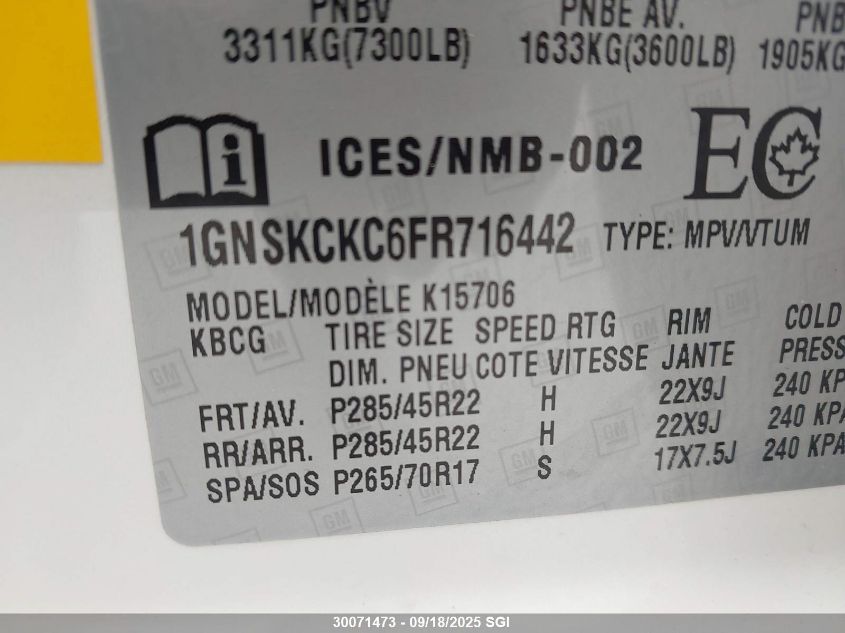 PNBV PNBE AV. PNB
3311KG(7300LB) 1633KG(3600LB) 1905KG
ICES/NMB-002 EC
1GNSKCKC6FR716442 TYPE: MPV/VTUM
MODEL/MODÈLE K15706
KBCG TIRE SIZE SPEED RTG RIM COLD
DIM. PNEU COTE VITESSE JANTE PRESS
FRT/AV. P285/45R22 H 22X9J 240 KP
RR/ARR. P285/45R22 H 22X9J 240 KPA
SPA/SOS P265/70R17 S 17X7.5J 240 KPA
30071473 - 09/18/2025 SGI